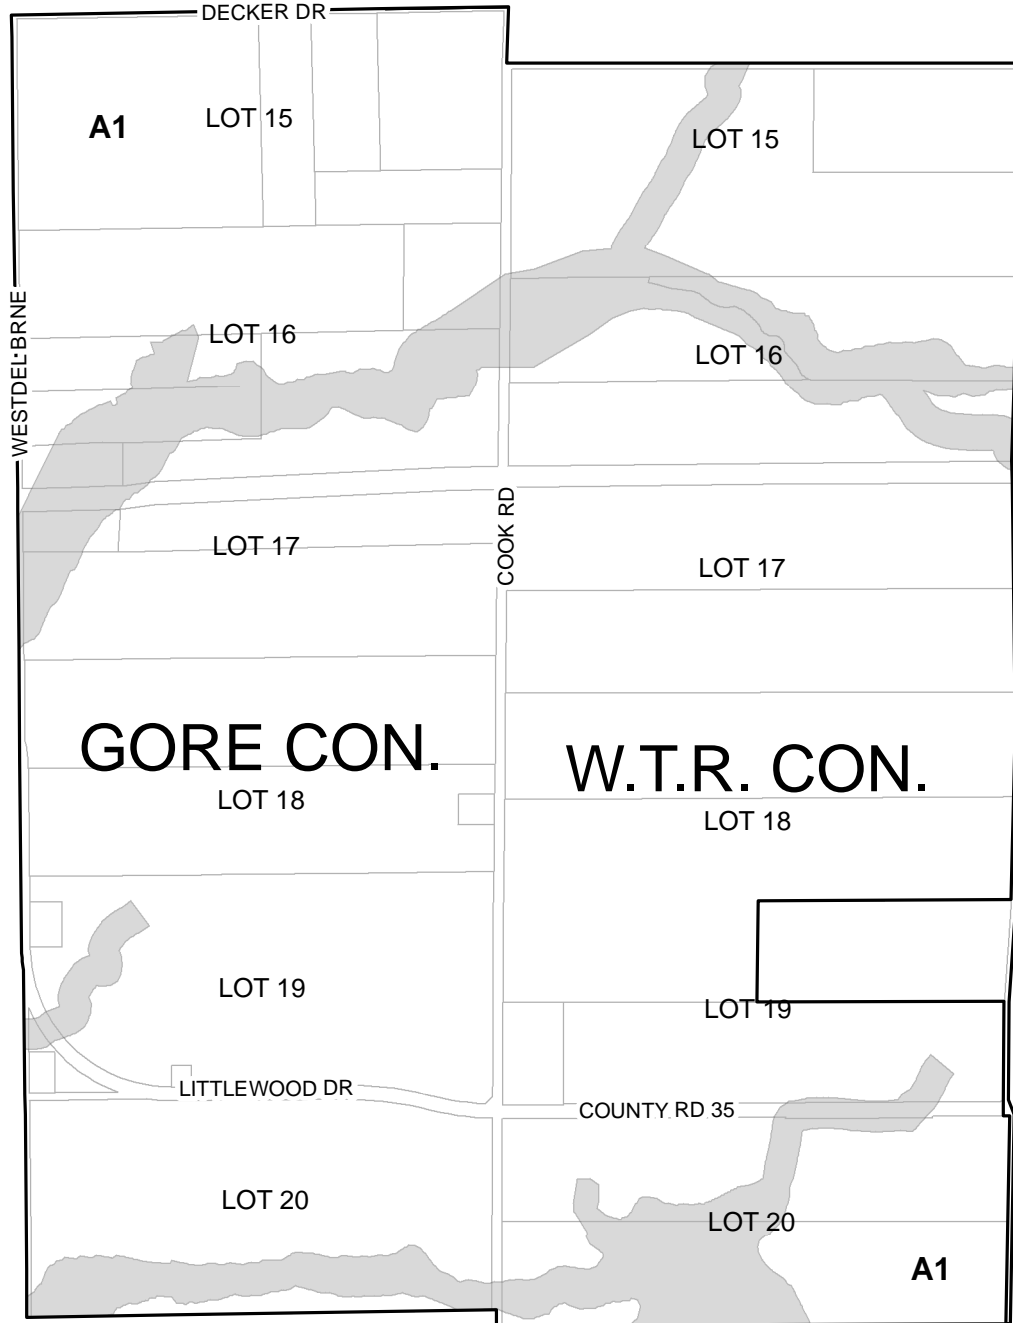 DECKER DR
A1
LOT 15
LOT 15
WESTDEL BRNE
LOT 16
LOT 16
COOK RD
LOT 17
LOT 17
GORE CON.
W.T.R. CON.
LOT 18
LOT 18
LOT 19
LOT 19
LITTLEWOOD DR
COUNTY RD 35
LOT 20
LOT 20
A1